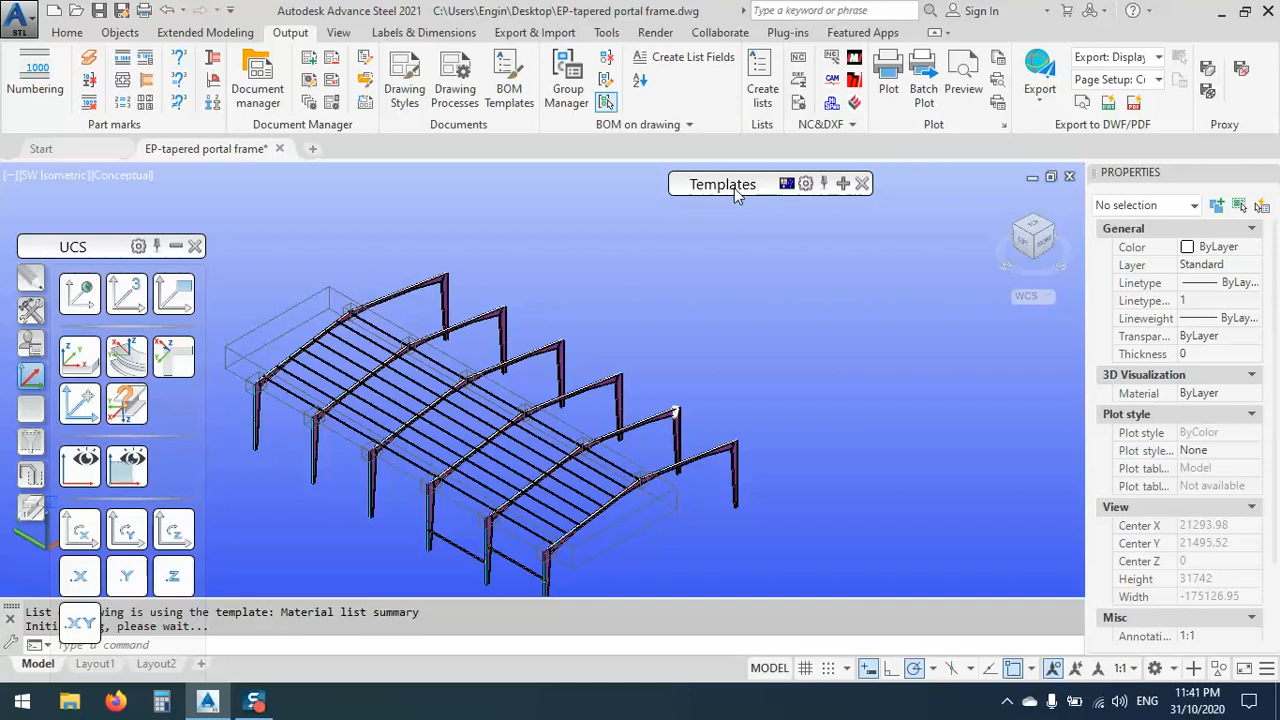 Autodesk Advance Steel 2021 C:\Users\Engin\Desktop\EP-tapered portal frame.dwg
Type a keyword or phrase
Sign In
STL
Home Objects Extended Modeling Output View Labels & Dimensions Export & Import Tools Render Collaborate Plug-ins Featured Apps
1000
Numbering
Document manager
Drawing Styles
Drawing Processes
BOM Templates
Group Manager
Create List Fields
Create lists
Plot
Batch Plot
Preview
Export
Export: Display
Page Setup: Cu
Part marks
Document Manager
Documents
BOM on drawing
Lists
NC&DXF
Plot
Export to DWF/PDF
Proxy
Start
EP-tapered portal frame*
[−][SW Isometric][Conceptual]
Templates
UCS
WCS
PROPERTIES
No selection
General
Color ByLayer
Layer Standard
Linetype ByLay...
Linetype... 1
Lineweight ByLay...
Transpar... ByLayer
Thickness 0
3D Visualization
Material ByLayer
Plot style
Plot style ByColor
Plot style... None
Plot tabl... Model
Plot tabl... Not available
View
Center X 21293.98
Center Y 21495.52
Center Z 0
Height 31742
Width -175126.95
Misc
Annotati... 1:1
.X .Y .Z
.XY
drawing is using the template: Material list summary
please wait...
Type a command
Model Layout1 Layout2
MODEL
1:1
ENG
11:41 PM
31/10/2020